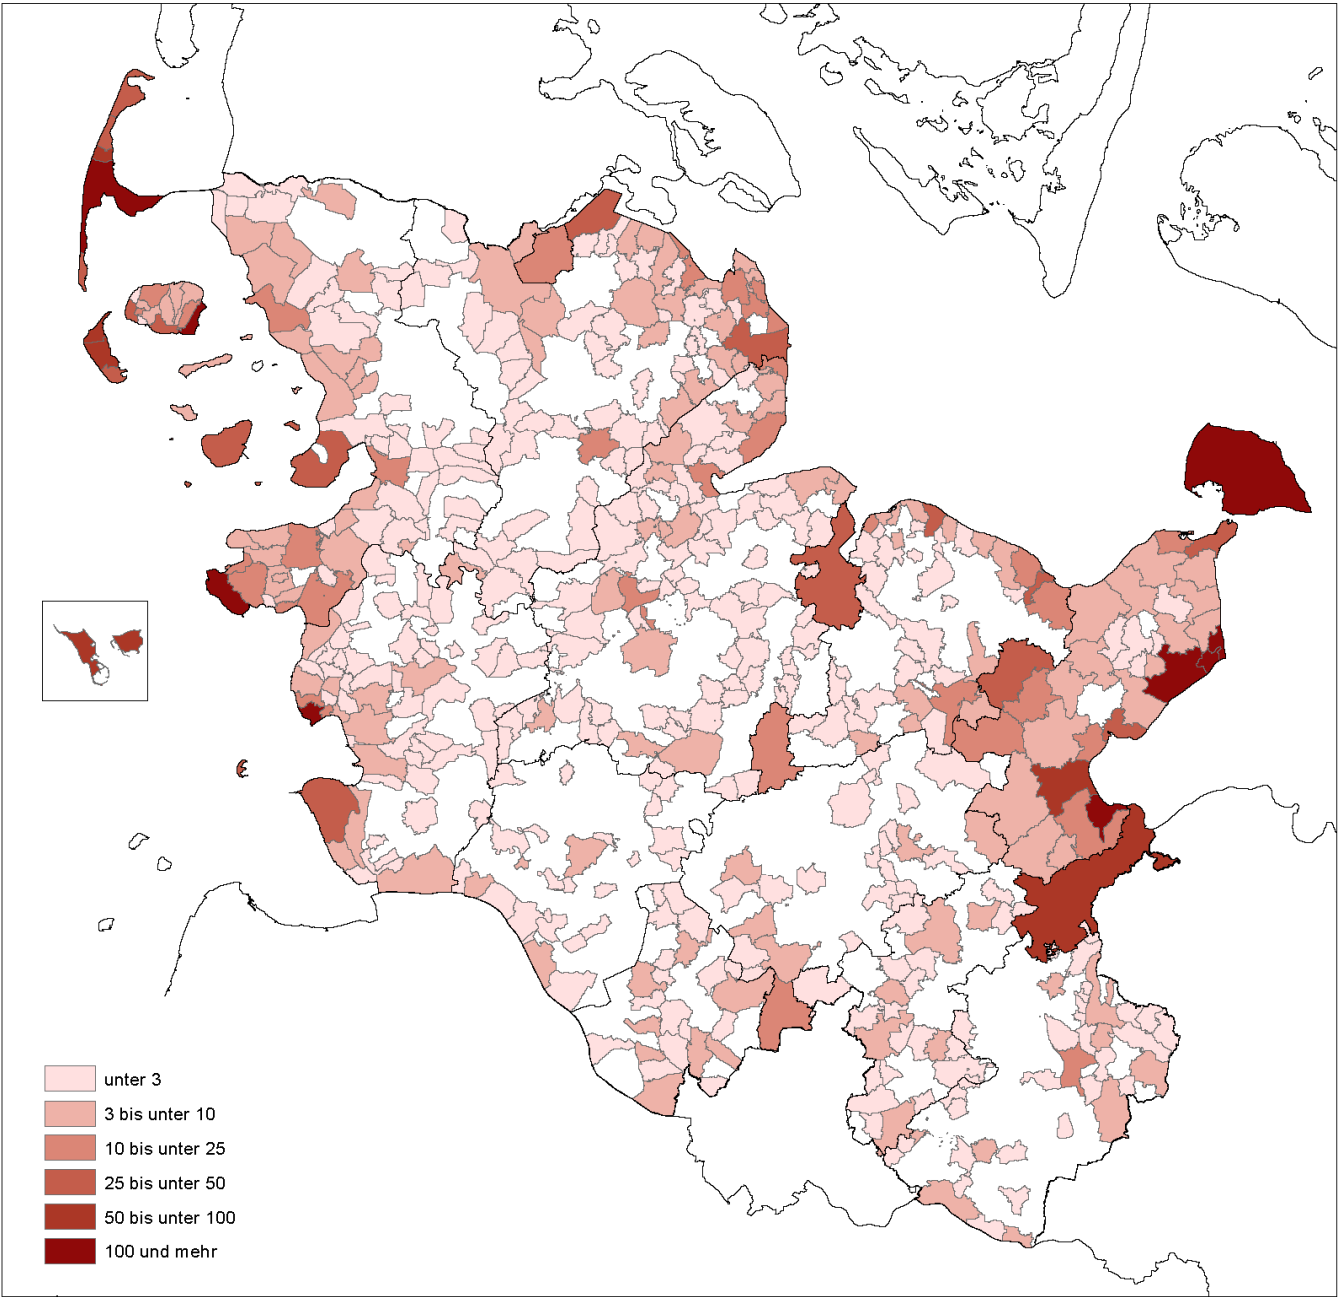 unter 3
3 bis unter 10
10 bis unter 25
25 bis unter 50
50 bis unter 100
100 und mehr